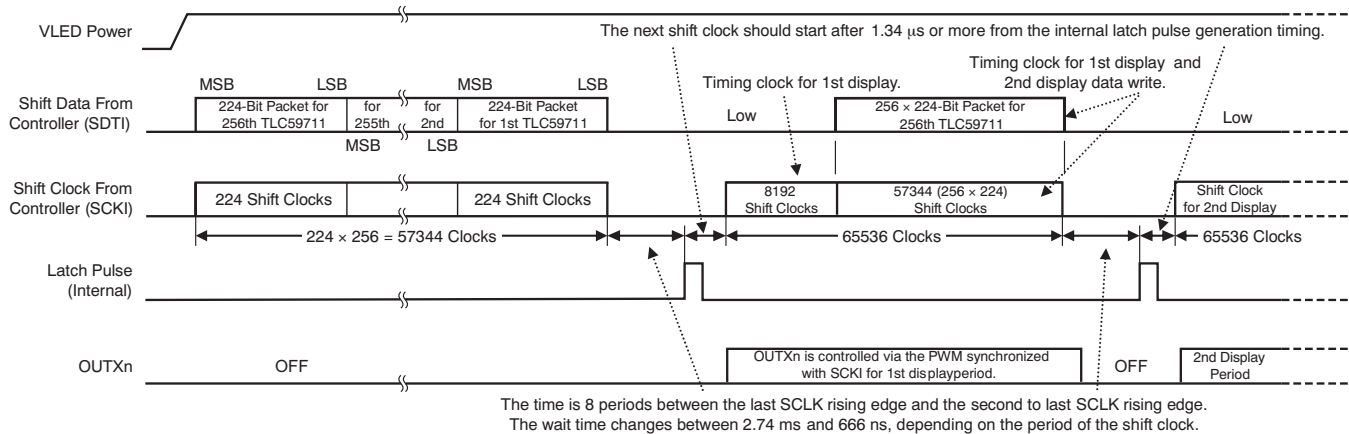 VLED Power
The next shift clock should start after 1.34 µs or more from the internal latch pulse generation timing.
MSB LSB MSB LSB
Timing clock for 1st display.
Timing clock for 1st display and
2nd display data write.
Shift Data From
Controller (SDTI)
224-Bit Packet for
256th TLC59711
for
255th
for
2nd
224-Bit Packet
for 1st TLC59711
Low
256 × 224-Bit Packet for
256th TLC59711
Low
MSB LSB
Shift Clock From
Controller (SCKI)
224 Shift Clocks
224 Shift Clocks
8192
Shift Clocks
57344 (256 × 224)
Shift Clocks
Shift Clock
for 2nd Display
224 × 256 = 57344 Clocks
65536 Clocks
65536 Clocks
Latch Pulse
(Internal)
OUTXn
OFF
OUTXn is controlled via the PWM synchronized
with SCKI for 1st displayperiod.
OFF
2nd Display
Period
The time is 8 periods between the last SCLK rising edge and the second to last SCLK rising edge.
The wait time changes between 2.74 ms and 666 ns, depending on the period of the shift clock.